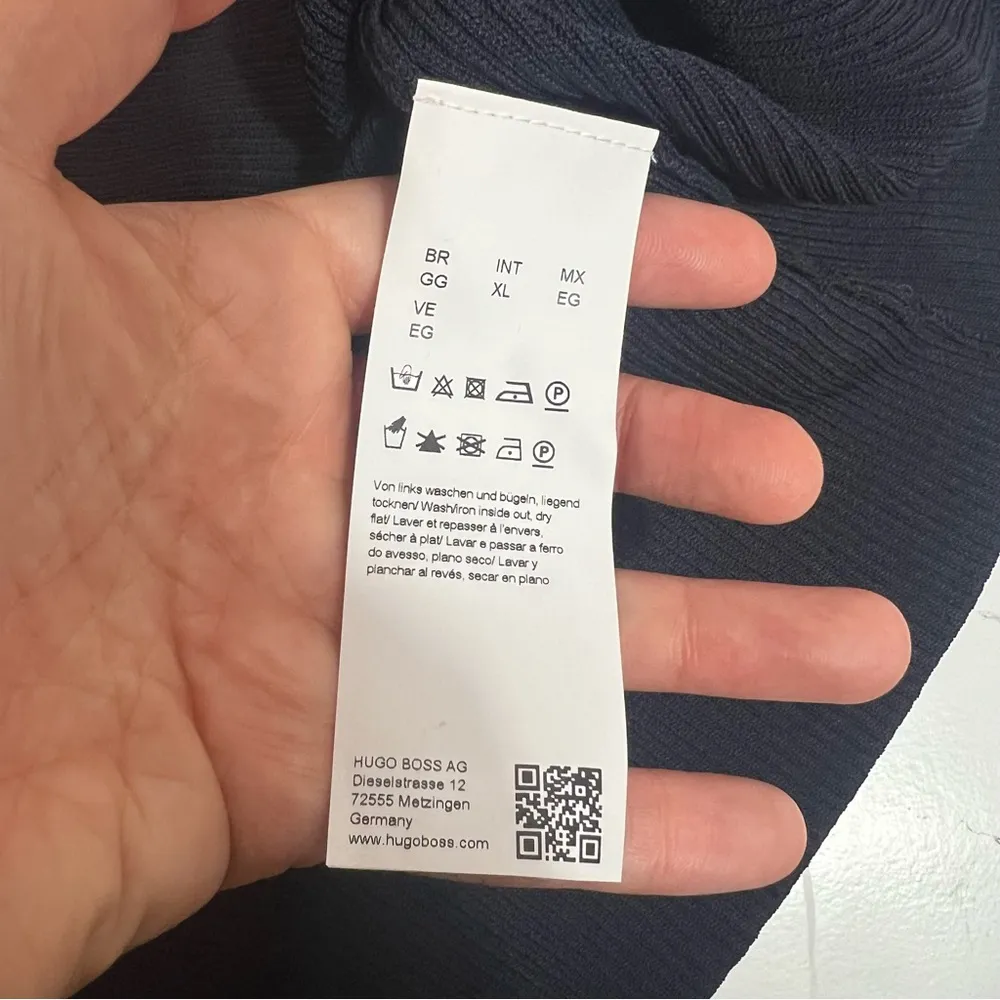 BR INT MX
GG XL EG
VE
EG
P
P
Von links waschen und bügeln, liegend
tocknen/ Wash/iron inside out, dry
flat/ Laver et repasser à l'envers,
sécher à plat/ Lavar e passar a ferro
do avesso, plano seco/ Lavar y
planchar al revés, secar en plano
HUGO BOSS AG
Dieselstrasse 12
72555 Metzingen
Germany
www.hugoboss.com